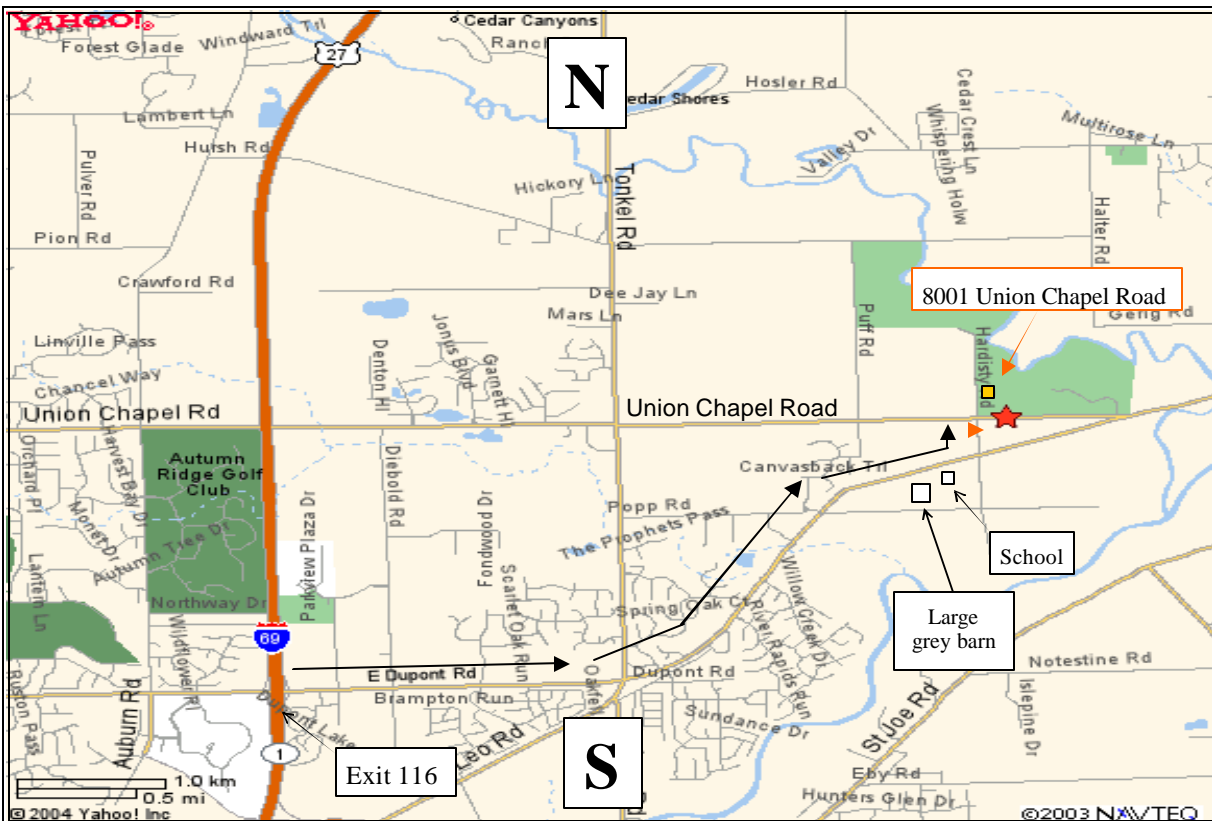 YAHOO!®
Forest Glade
Windward Trl
27
Cedar Canyons
Ranch
N
Cedar Shores
Hosler Rd
Cedar Crest Ln
Whispering Holw
Multirose Ln
Lambert Ln
Hursh Rd
Valley Dr
Pulver Rd
Hickory Ln
Tonkel Rd
Halter Rd
Pion Rd
Crawford Rd
8001 Union Chapel Road
Dee Jay Ln
Mars Ln
Puff Rd
Hardisty Rd
Gerig Rd
Linville Pass
Jonus Blvd
Garnett Hl
Denton Hl
Chancel Way
Union Chapel Rd
Union Chapel Road
Orchard Pl
Harvest Bay Dr
Autumn
Ridge Golf
Club
Diebold Rd
Canvasback Trl
Monet Dr
Autumn Tree Dr
Parkview Plaza Dr
Fondwood Dr
Popp Rd
The Prophets Pass
School
Lantern Ln
Northway Dr
Scarlet Oak Run
Spring Oak Ct
Willow Creek Dr
River Rapids Run
Large
grey barn
Wildflower Pl
69
E Dupont Rd
Oakleaf
Dupont Rd
Notestine Rd
Ruston Pass
Auburn Rd
Brampton Run
Dupont Lake
Sundance Dr
St Joe Rd
Islepine Dr
1
Exit 116
Leo Rd
S
Eby Rd
Hunters Glen Dr
1.0 km
0.5 mi
© 2004 Yahoo! Inc
©2003 NAVTEQ